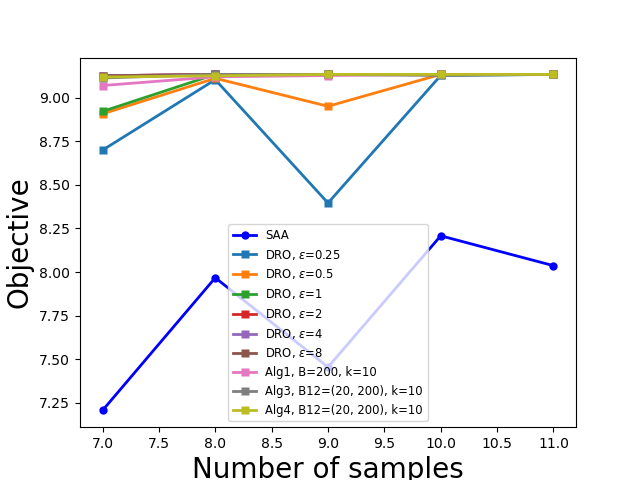 9.00
8.75
8.50
8.25
8.00
7.75
7.50
7.25
Objective
SAA
DRO, ε=0.25
DRO, ε=0.5
DRO, ε=1
DRO, ε=2
DRO, ε=4
DRO, ε=8
Alg1, B=200, k=10
Alg3, B12=(20, 200), k=10
Alg4, B12=(20, 200), k=10
7.0 7.5 8.0 8.5 9.0 9.5 10.0 10.5 11.0
Number of samples